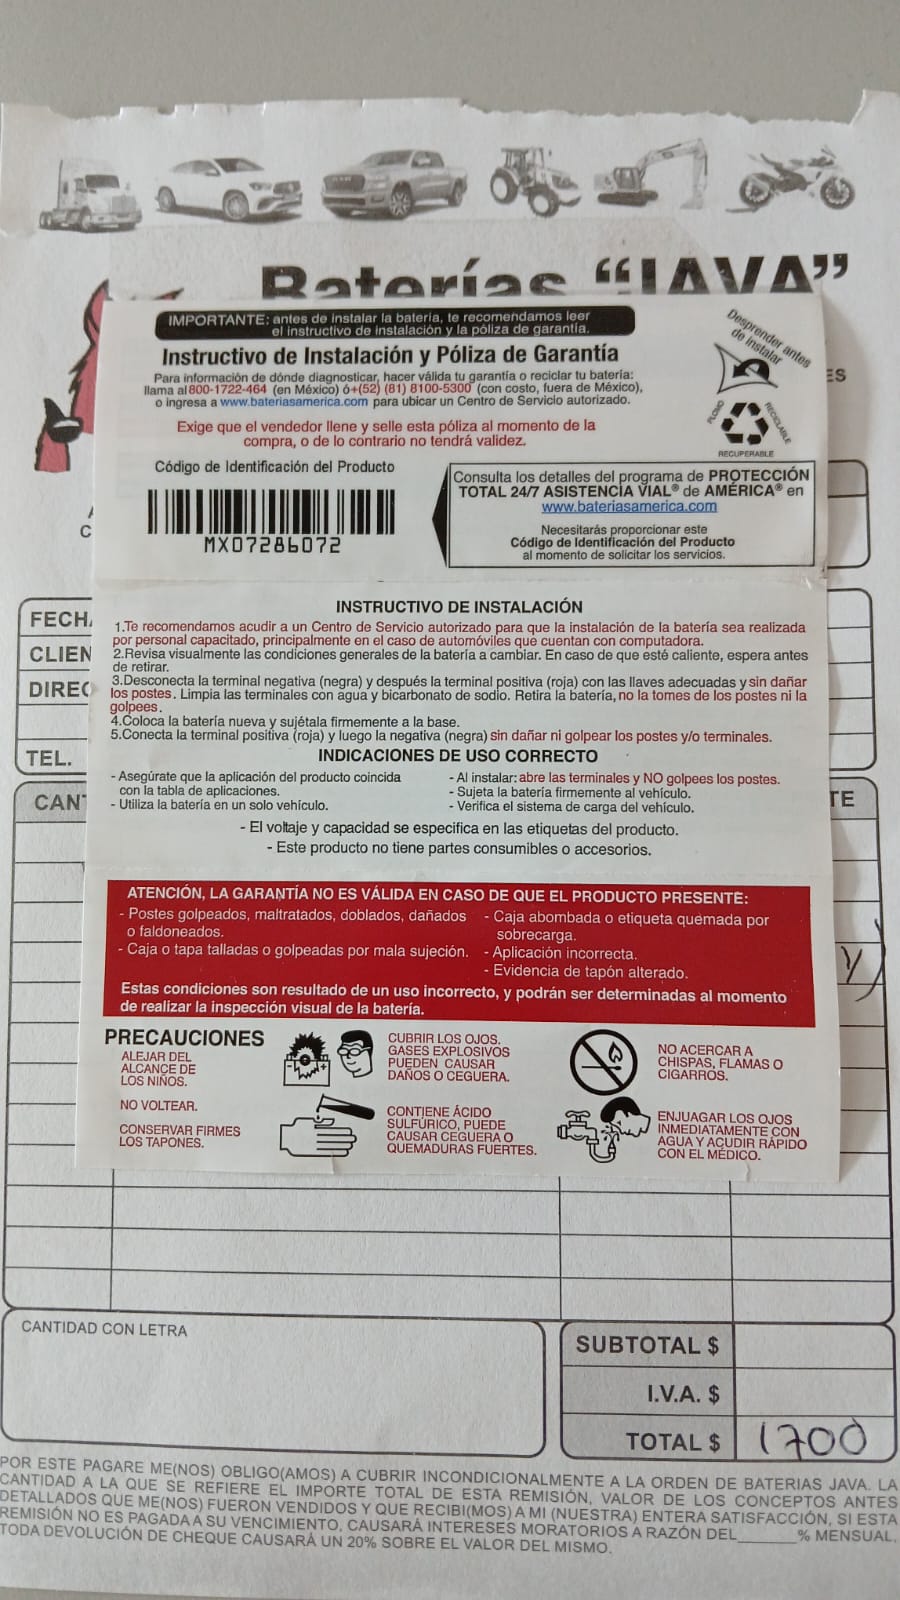 Baterías “JAVA”
IMPORTANTE: antes de instalar la batería, te recomendamos leer
el instructivo de instalación y la póliza de garantía.
Instructivo de Instalación y Póliza de Garantía
Para información de dónde diagnosticar, hacer válida tu garantía o reciclar tu batería:
llama al 800-1722-464 (en México) ó +(52) (81) 8100-5300 (con costo, fuera de México),
o ingresa a www.bateriasamerica.com para ubicar un Centro de Servicio autorizado.
Exige que el vendedor llene y selle esta póliza al momento de la
compra, o de lo contrario no tendrá validez.
Desprender antes
de instalar
PLOMO
RECICLABLE
RECUPERABLE
ES
Código de Identificación del Producto
MX07286072
Consulta los detalles del programa de PROTECCIÓN
TOTAL 24/7 ASISTENCIA VIAL® de AMÉRICA® en
www.bateriasamerica.com
Necesitarás proporcionar este
Código de Identificación del Producto
al momento de solicitar los servicios.
C
FECHA
CLIEN
DIREC
TEL.
CANT
TE
INSTRUCTIVO DE INSTALACIÓN
1.Te recomendamos acudir a un Centro de Servicio autorizado para que la instalación de la batería sea realizada
por personal capacitado, principalmente en el caso de automóviles que cuentan con computadora.
2.Revisa visualmente las condiciones generales de la batería a cambiar. En caso de que esté caliente, espera antes
de retirar.
3.Desconecta la terminal negativa (negra) y después la terminal positiva (roja) con las llaves adecuadas y sin dañar
los postes. Limpia las terminales con agua y bicarbonato de sodio. Retira la batería, no la tomes de los postes ni la
golpees.
4.Coloca la batería nueva y sujétala firmemente a la base.
5.Conecta la terminal positiva (roja) y luego la negativa (negra) sin dañar ni golpear los postes y/o terminales.
INDICACIONES DE USO CORRECTO
- Asegúrate que la aplicación del producto coincida
con la tabla de aplicaciones.
- Utiliza la batería en un solo vehículo.
- Al instalar: abre las terminales y NO golpees los postes.
- Sujeta la batería firmemente al vehículo.
- Verifica el sistema de carga del vehículo.
- El voltaje y capacidad se especifica en las etiquetas del producto.
- Este producto no tiene partes consumibles o accesorios.
ATENCIÓN, LA GARANTÍA NO ES VÁLIDA EN CASO DE QUE EL PRODUCTO PRESENTE:
- Postes golpeados, maltratados, doblados, dañados
o faldoneados.
- Caja o tapa talladas o golpeadas por mala sujeción.
- Caja abombada o etiqueta quemada por
sobrecarga.
- Aplicación incorrecta.
- Evidencia de tapón alterado.
Estas condiciones son resultado de un uso incorrecto, y podrán ser determinadas al momento
de realizar la inspección visual de la batería.
PRECAUCIONES
ALEJAR DEL
ALCANCE DE
LOS NIÑOS.
NO VOLTEAR.
CONSERVAR FIRMES
LOS TAPONES.
CUBRIR LOS OJOS.
GASES EXPLOSIVOS
PUEDEN CAUSAR
DAÑOS O CEGUERA.
CONTIENE ÁCIDO
SULFÚRICO, PUEDE
CAUSAR CEGUERA O
QUEMADURAS FUERTES.
NO ACERCAR A
CHISPAS, FLAMAS O
CIGARROS.
ENJUAGAR LOS OJOS
INMEDIATAMENTE CON
AGUA Y ACUDIR RÁPIDO
CON EL MÉDICO.
CANTIDAD CON LETRA
SUBTOTAL $
I.V.A. $
TOTAL $ 1700
POR ESTE PAGARE ME(NOS) OBLIGO(AMOS) A CUBRIR INCONDICIONALMENTE A LA ORDEN DE BATERIAS JAVA. LA
CANTIDAD A LA QUE SE REFIERE EL IMPORTE TOTAL DE ESTA REMISIÓN, VALOR DE LOS CONCEPTOS ANTES
DETALLADOS QUE ME(NOS) FUERON VENDIDOS Y QUE RECIBI(MOS) A MI (NUESTRA) ENTERA SATISFACCIÓN, SI ESTA
REMISIÓN NO ES PAGADA A SU VENCIMIENTO, CAUSARÁ INTERESES MORATORIOS A RAZÓN DEL______% MENSUAL.
TODA DEVOLUCIÓN DE CHEQUE CAUSARÁ UN 20% SOBRE EL VALOR DEL MISMO.